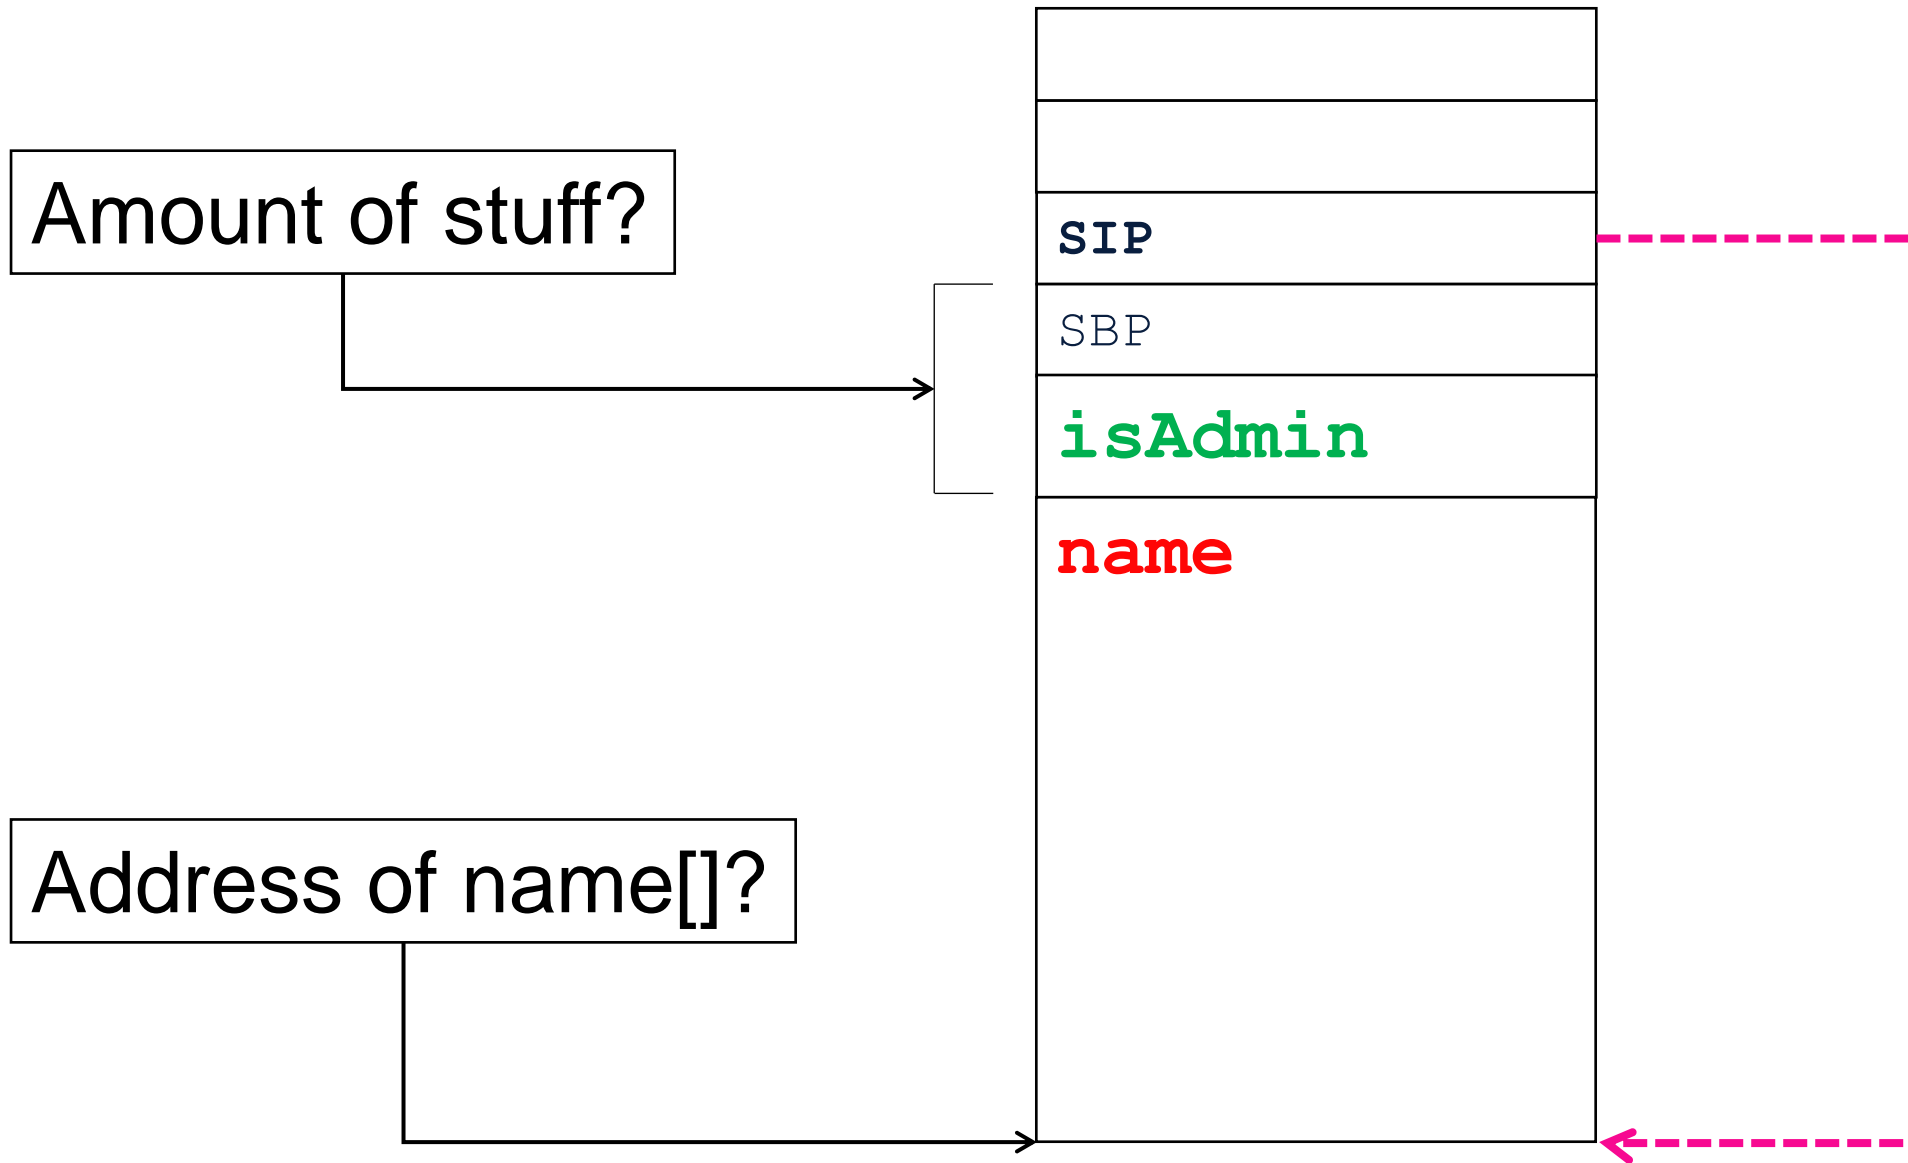 Amount of stuff?
SIP
SBP
isAdmin
name
Address of name[]?